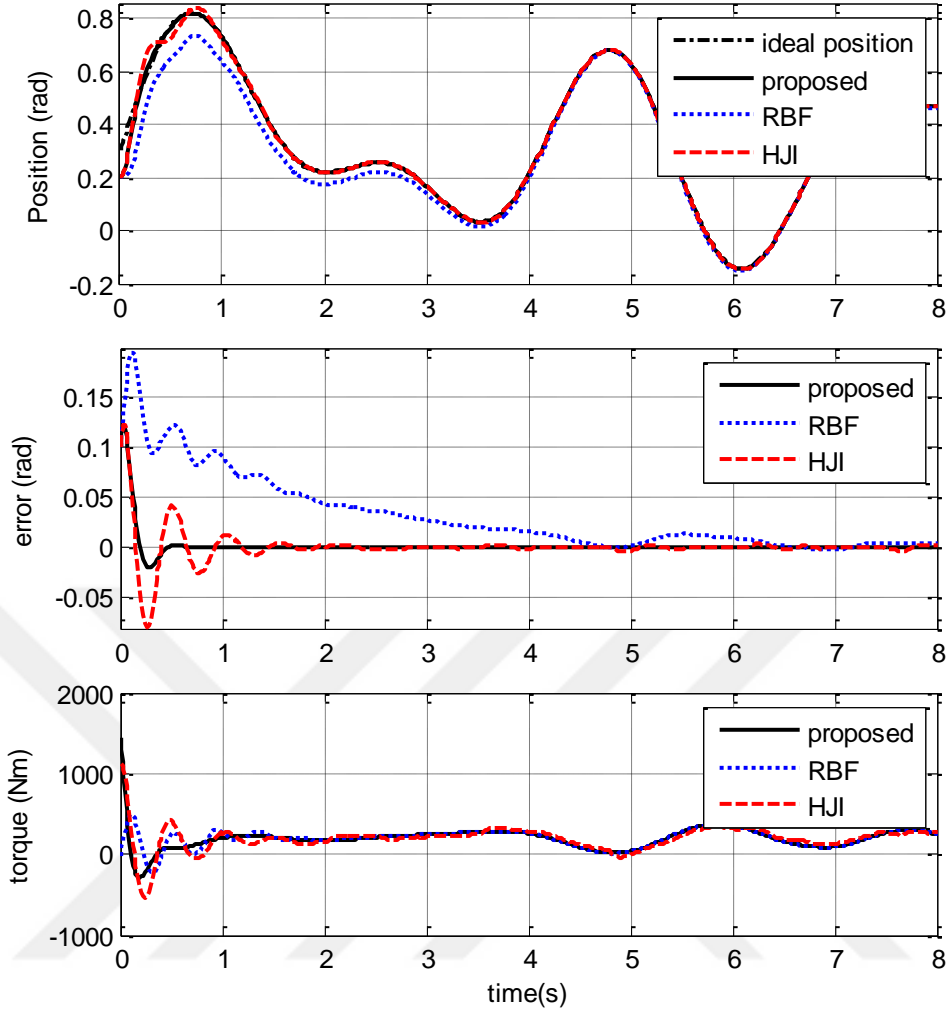 0.8
0.6
0.4
0.2
0
-0.2
Position (rad)
ideal position
proposed
RBF
HJI
0 1 2 3 4 5 6 7 8
0.15
0.1
0.05
0
-0.05
error (rad)
proposed
RBF
HJI
0 1 2 3 4 5 6 7 8
2000
1000
0
-1000
torque (Nm)
proposed
RBF
HJI
0 1 2 3 4 5 6 7 8
time(s)